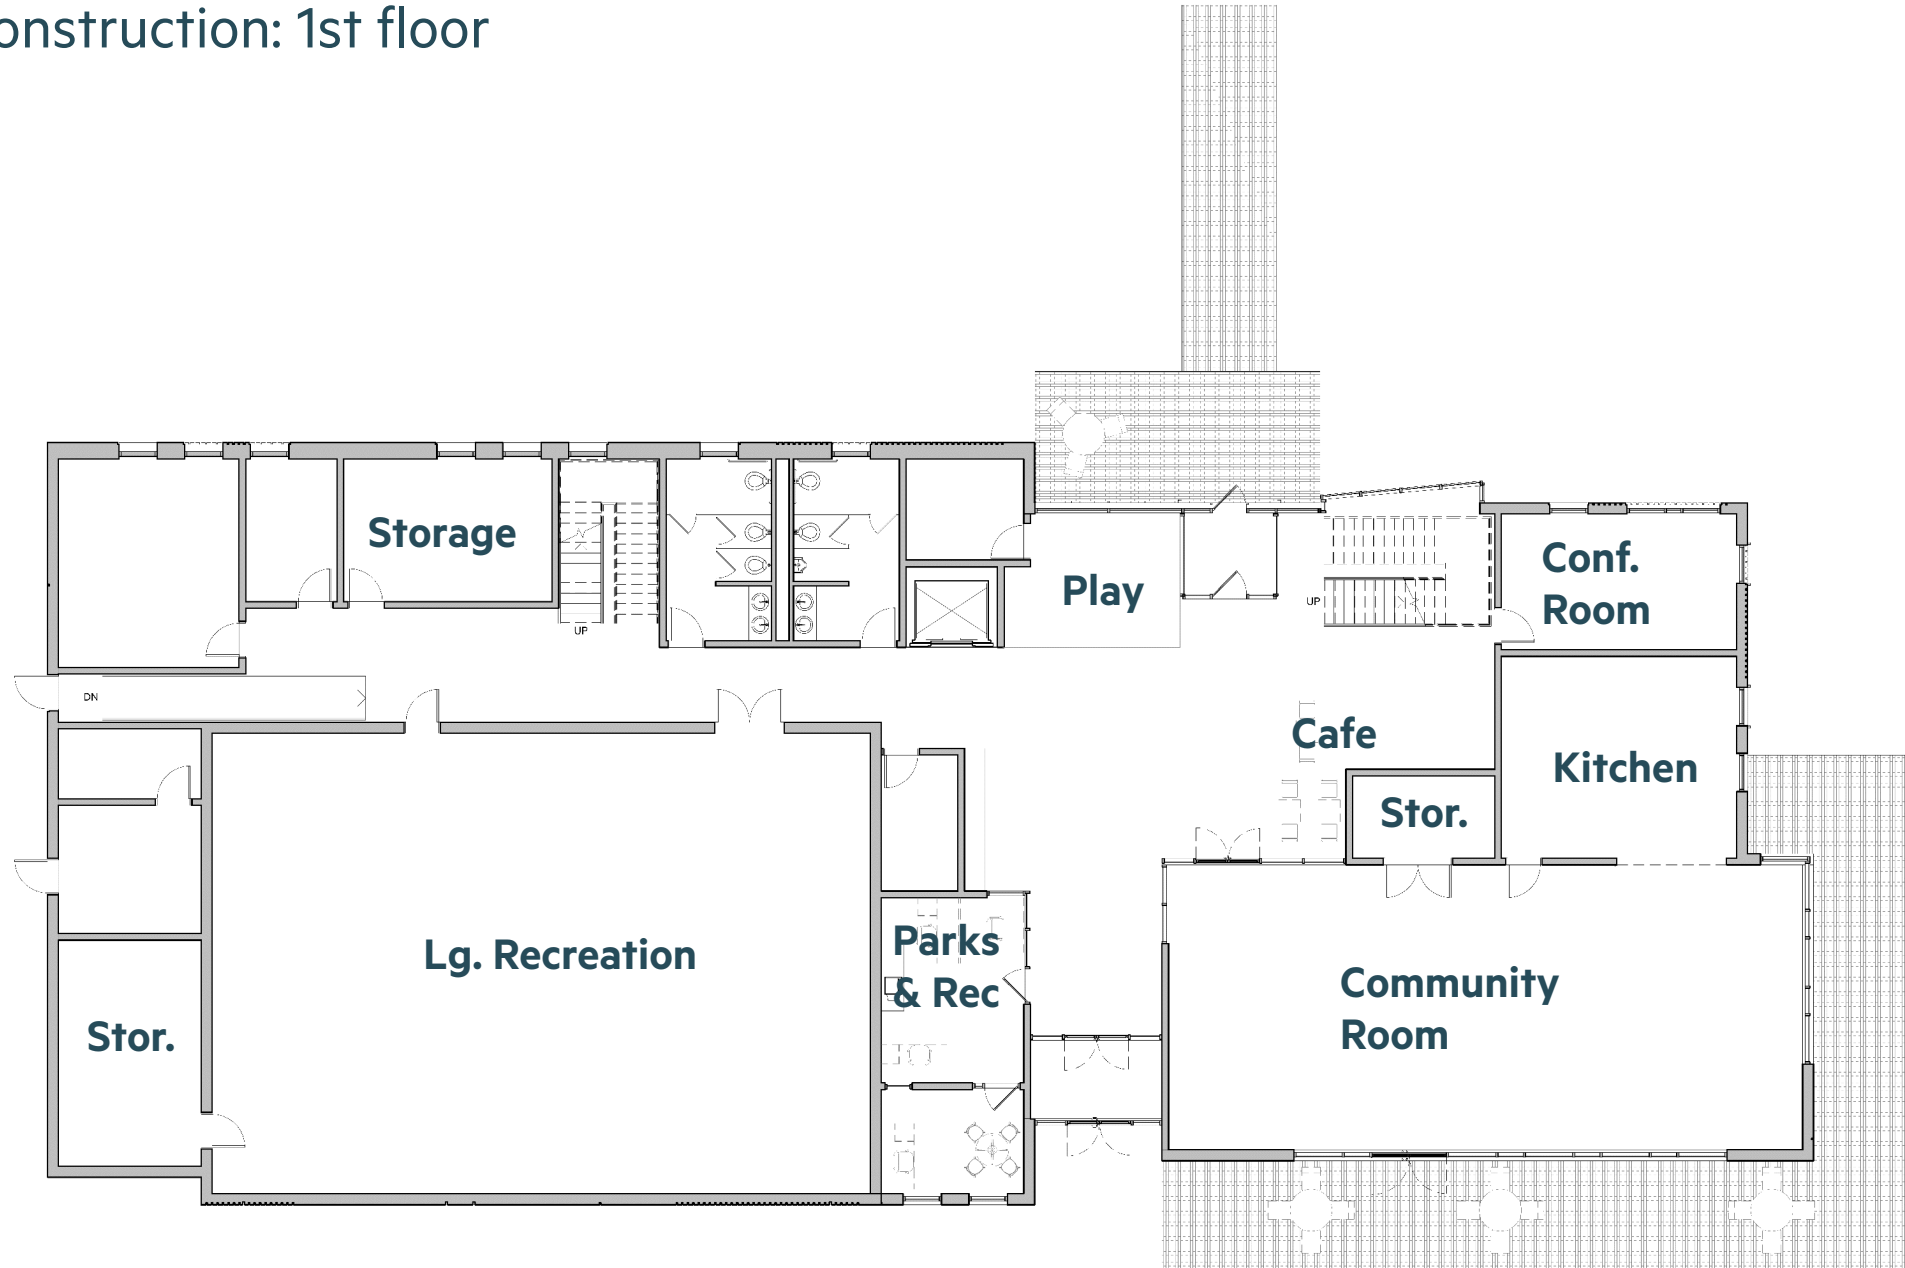 onstruction: 1st floor
Storage
UP
Play
UP
Conf.
Room
DN
Cafe
Kitchen
Stor.
Lg. Recreation
Parks
& Rec
Community
Room
Stor.